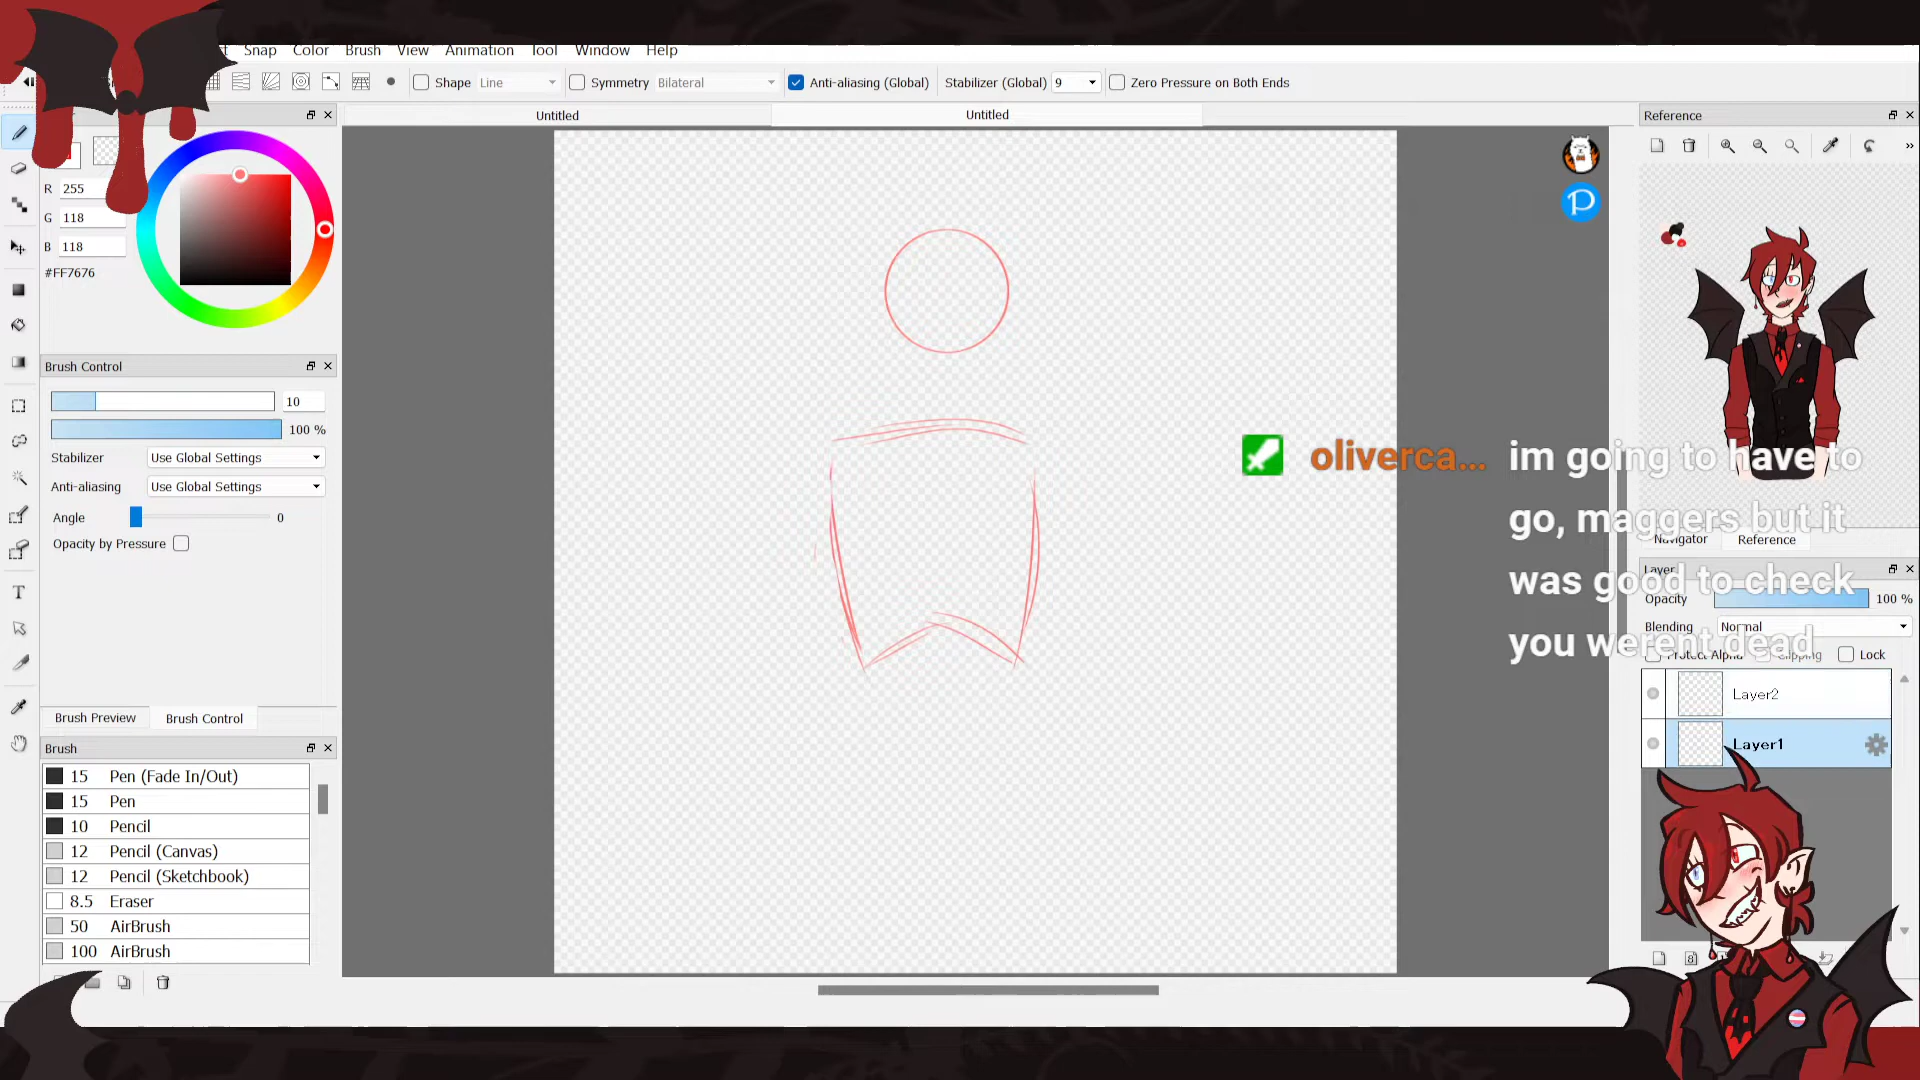 Snap Color Brush View Animation Tool Window Help
Shape Line Symmetry Bilateral Anti-aliasing (Global) Stabilizer (Global) 9 Zero Pressure on Both Ends
Untitled
Untitled
Reference
R 255
G 118
B 118
#FF7676
Brush Control
10
100 %
Stabilizer Use Global Settings
Anti-aliasing Use Global Settings
Angle 0
Opacity by Pressure
Brush Preview Brush Control
Brush
15 Pen (Fade In/Out)
15 Pen
10 Pencil
12 Pencil (Canvas)
12 Pencil (Sketchbook)
8.5 Eraser
50 AirBrush
100 AirBrush
oliverca... im going to have to
go, maggers but it
was good to check
you werent dead
Navigator Reference
Layer
Opacity 100 %
Blending Normal
Protect Alpha Clipping Lock
Layer2
Layer1